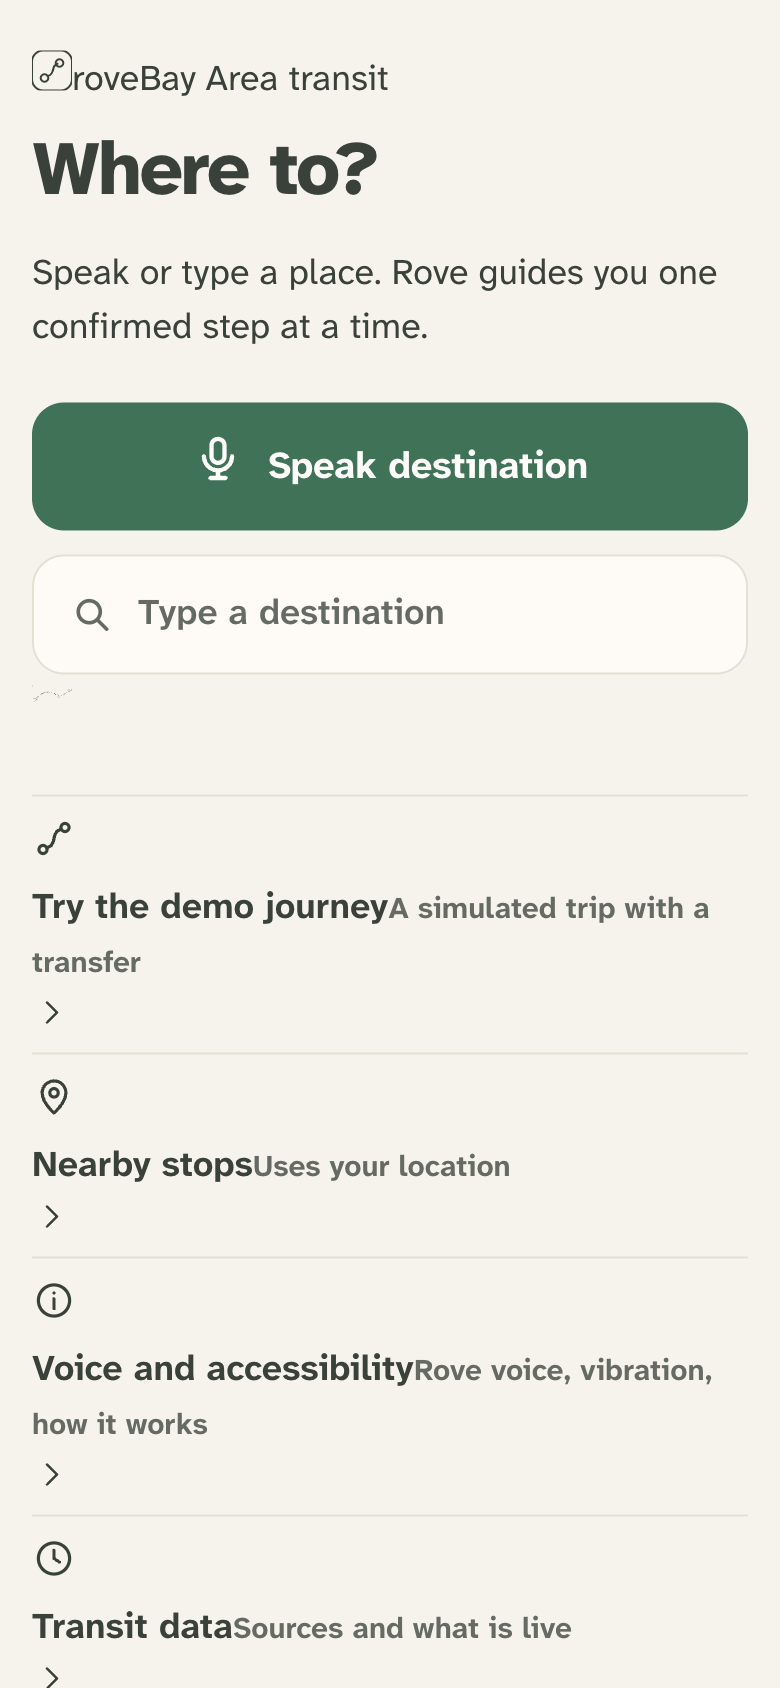 roveBay Area transit
Where to?
Speak or type a place. Rove guides you one
confirmed step at a time.
Speak destination
Type a destination
Try the demo journeyA simulated trip with a
transfer
Nearby stopsUses your location
Voice and accessibilityRove voice, vibration,
how it works
Transit dataSources and what is live